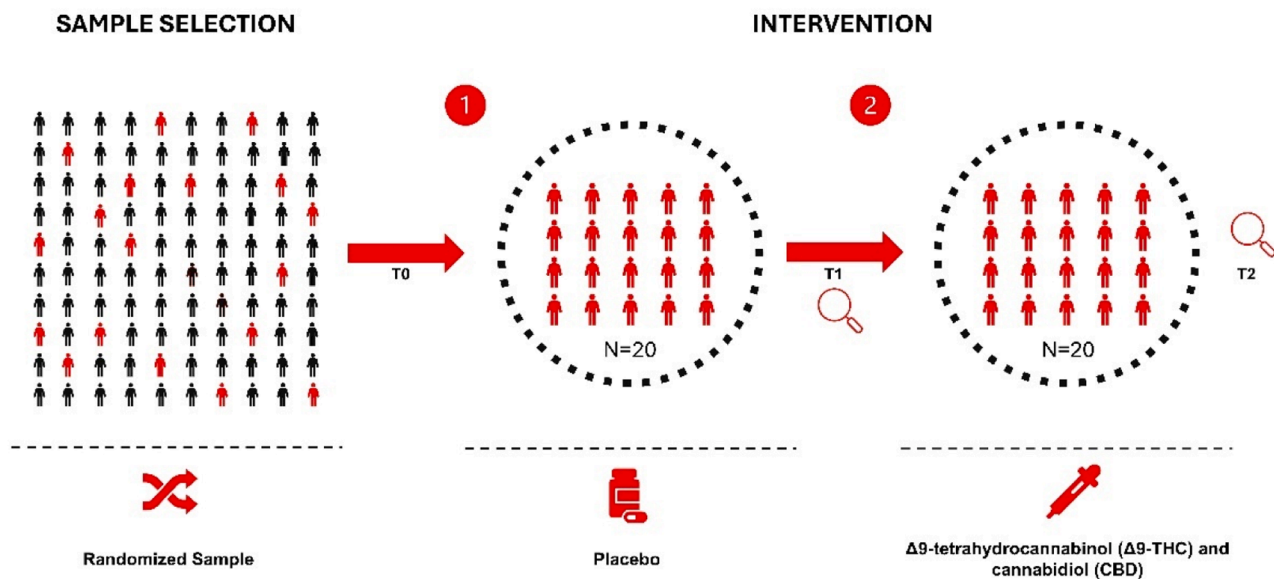 SAMPLE SELECTION
INTERVENTION
1
2
T0
T1
T2
N=20
N=20
Randomized Sample
Placebo
Δ9-tetrahydrocannabinol (Δ9-THC) and
cannabidiol (CBD)